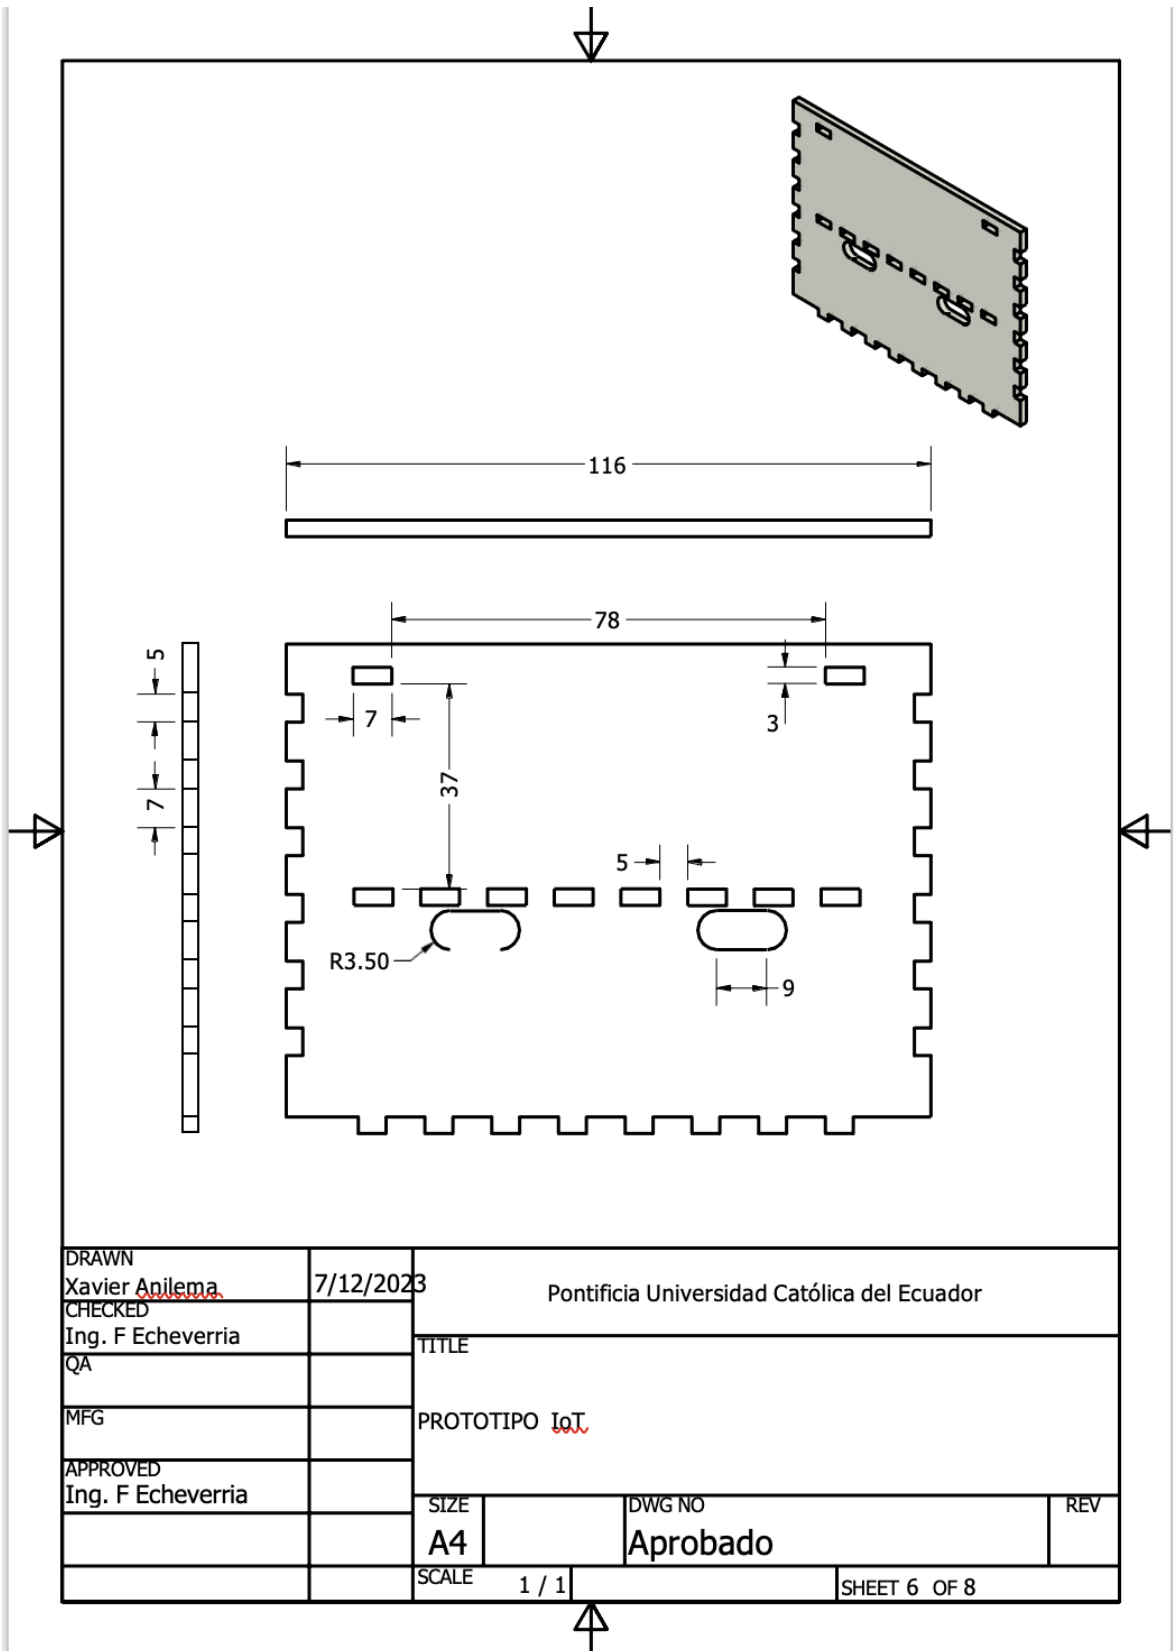 116
78
5
7
3
37
7
5
R3.50
9
DRAWN
Xavier Anilema
7/12/2023
Pontificia Universidad Católica del Ecuador
CHECKED
Ing. F Echeverria
TITLE
QA
MFG
PROTOTIPO IoT
APPROVED
Ing. F Echeverria
SIZE
DWG NO
REV
A4
Aprobado
SCALE
1 / 1
SHEET 6 OF 8